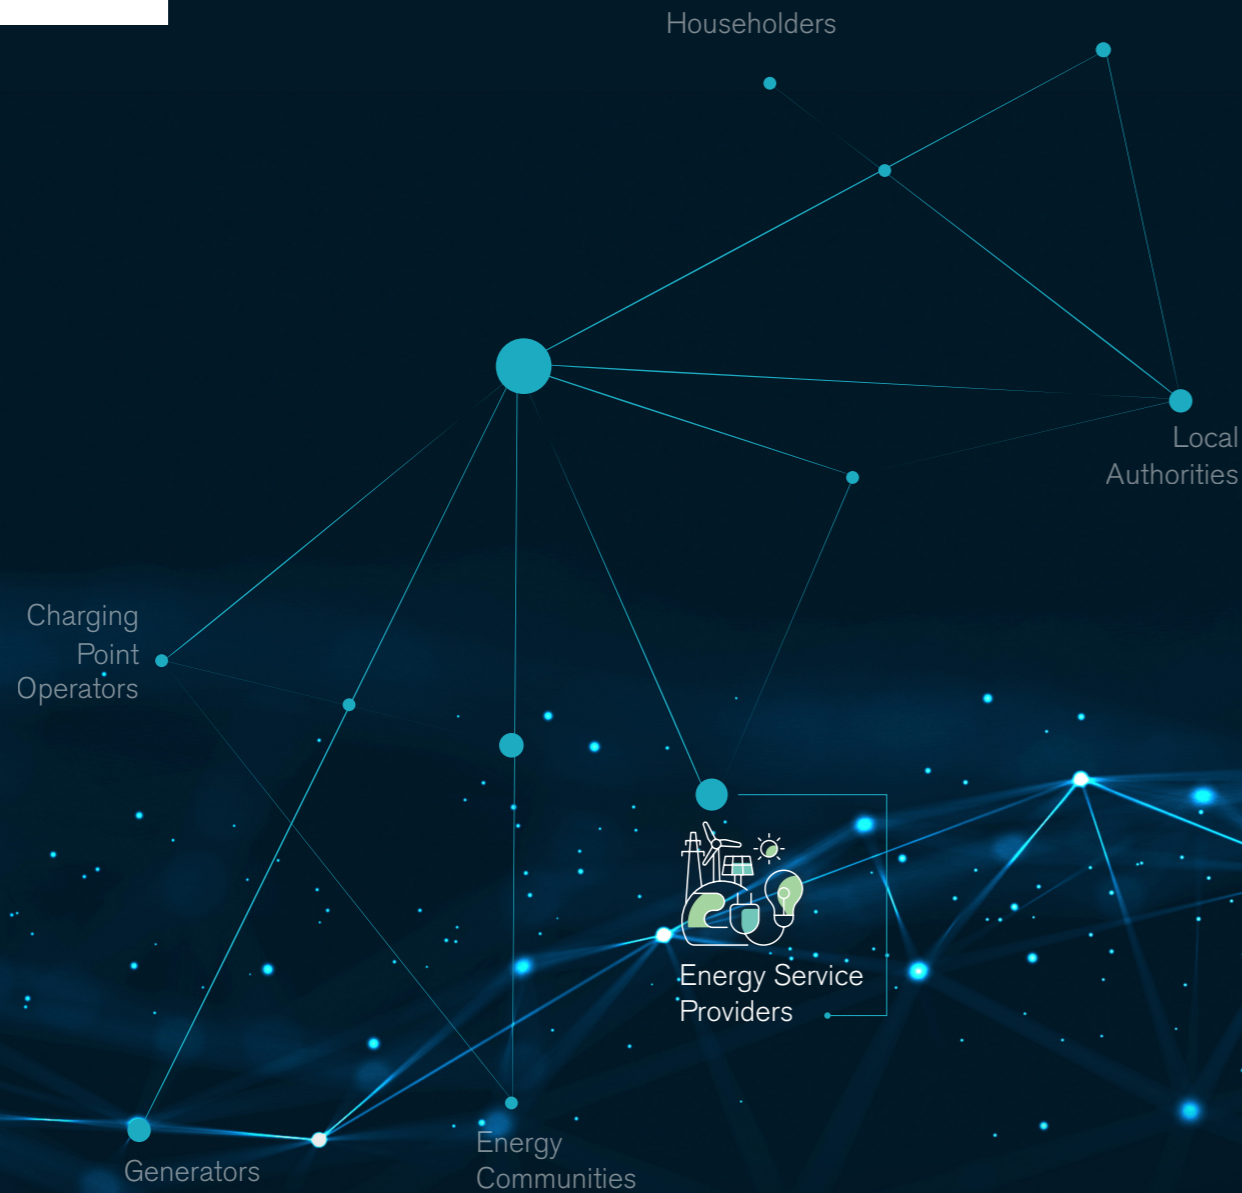 Householders
Local
Authorities
Charging
Point
Operators
Energy Service
Providers
Energy
Communities
Generators